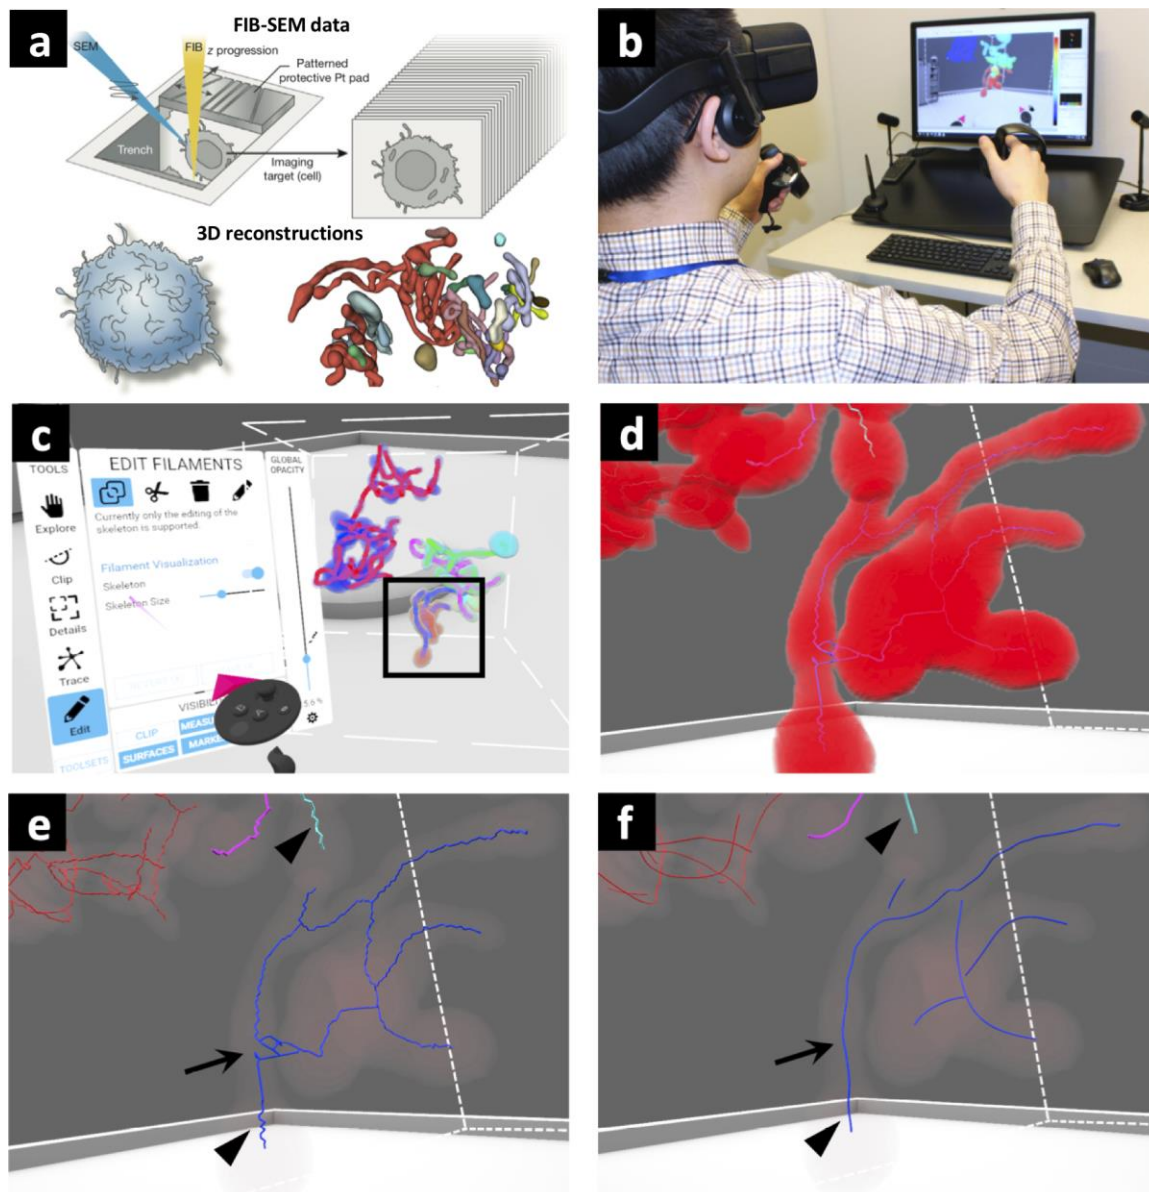 a
FIB-SEM data
SEM
FIB
z progression
Patterned
protective Pt pad
Trench
Imaging
target (cell)
3D reconstructions
b
c
TOOLS
Explore
Clip
Details
Trace
Edit
TOOLSETS
EDIT FILAMENTS
Currently only the editing of the
skeleton is supported.
Filament Visualization
Skeleton
Skeleton Size
GLOBAL
OPACITY
CLIP
SURFACES
d
e
f